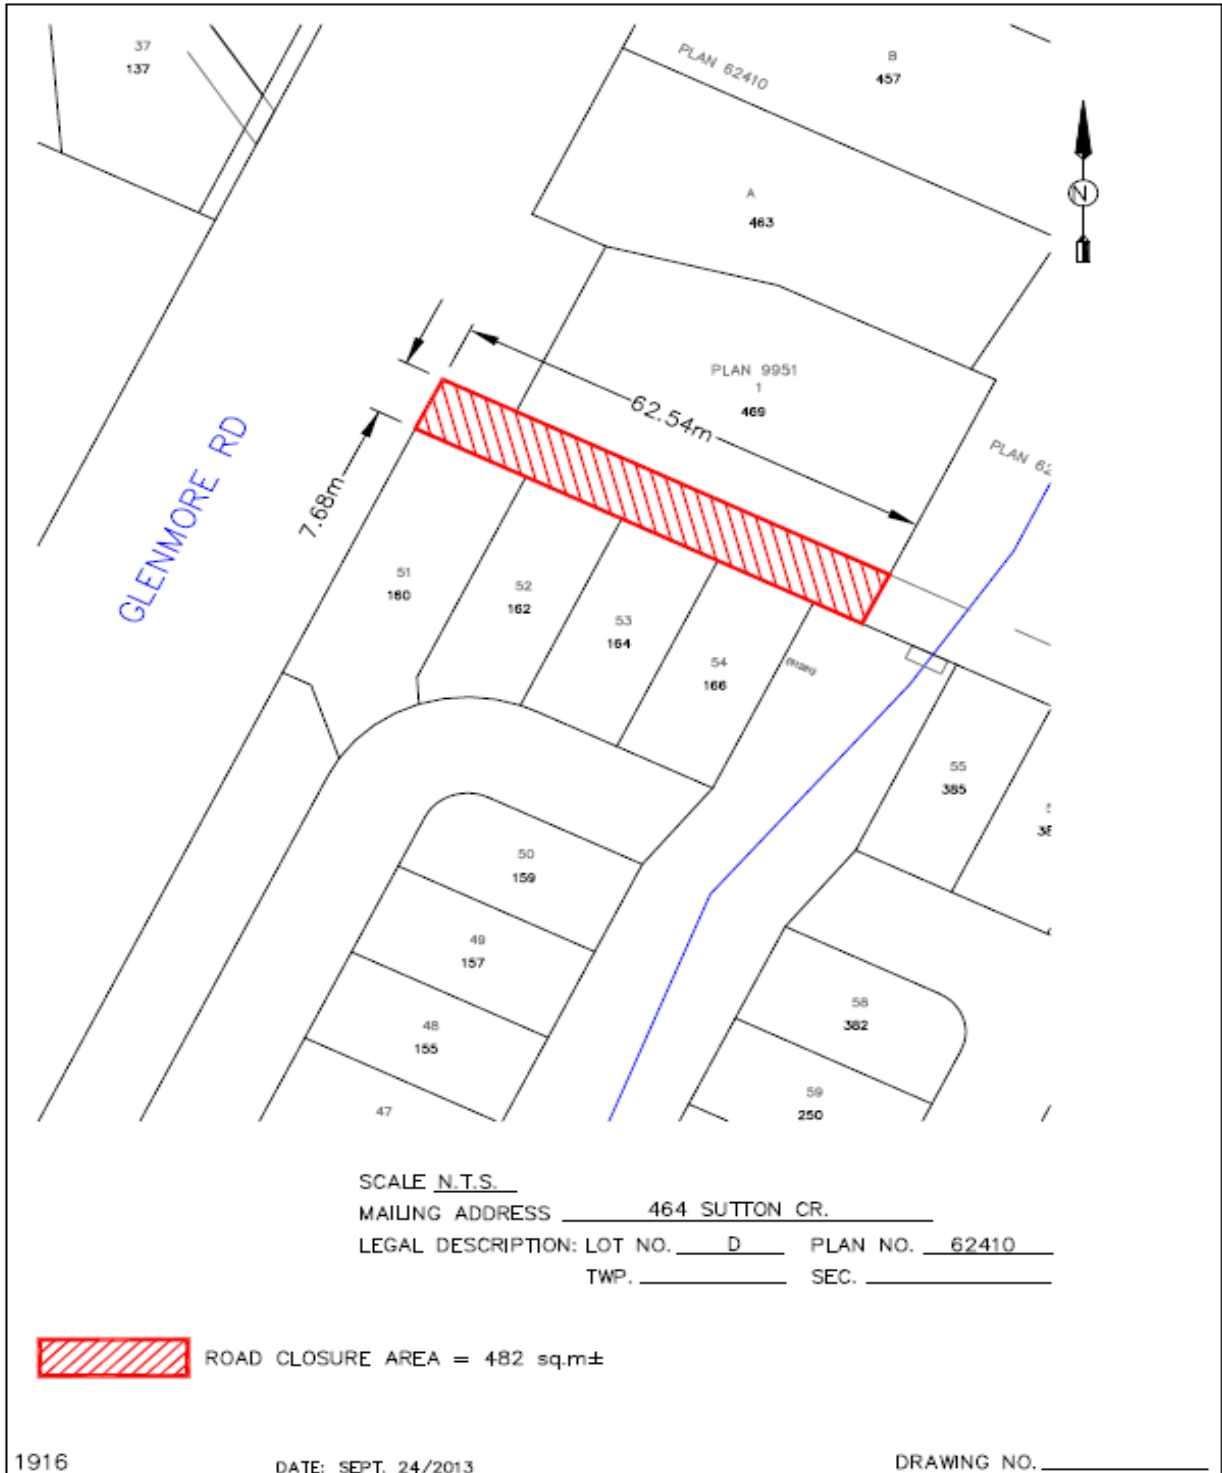 37
137
PLAN 62410
B
457
N
A
463
PLAN 9951
1
469
62.54m
7.68m
GLENMORE RD
PLAN 62
51
160
52
162
53
164
54
166
55
385
38
50
159
49
157
48
155
47
58
382
59
250
SCALE N.T.S.
MAILING ADDRESS 464 SUTTON CR.
LEGAL DESCRIPTION: LOT NO. D PLAN NO. 62410
TWP. SEC.
ROAD CLOSURE AREA = 482 sq.m±
1916
DATE: SEPT. 24/2013
DRAWING NO.